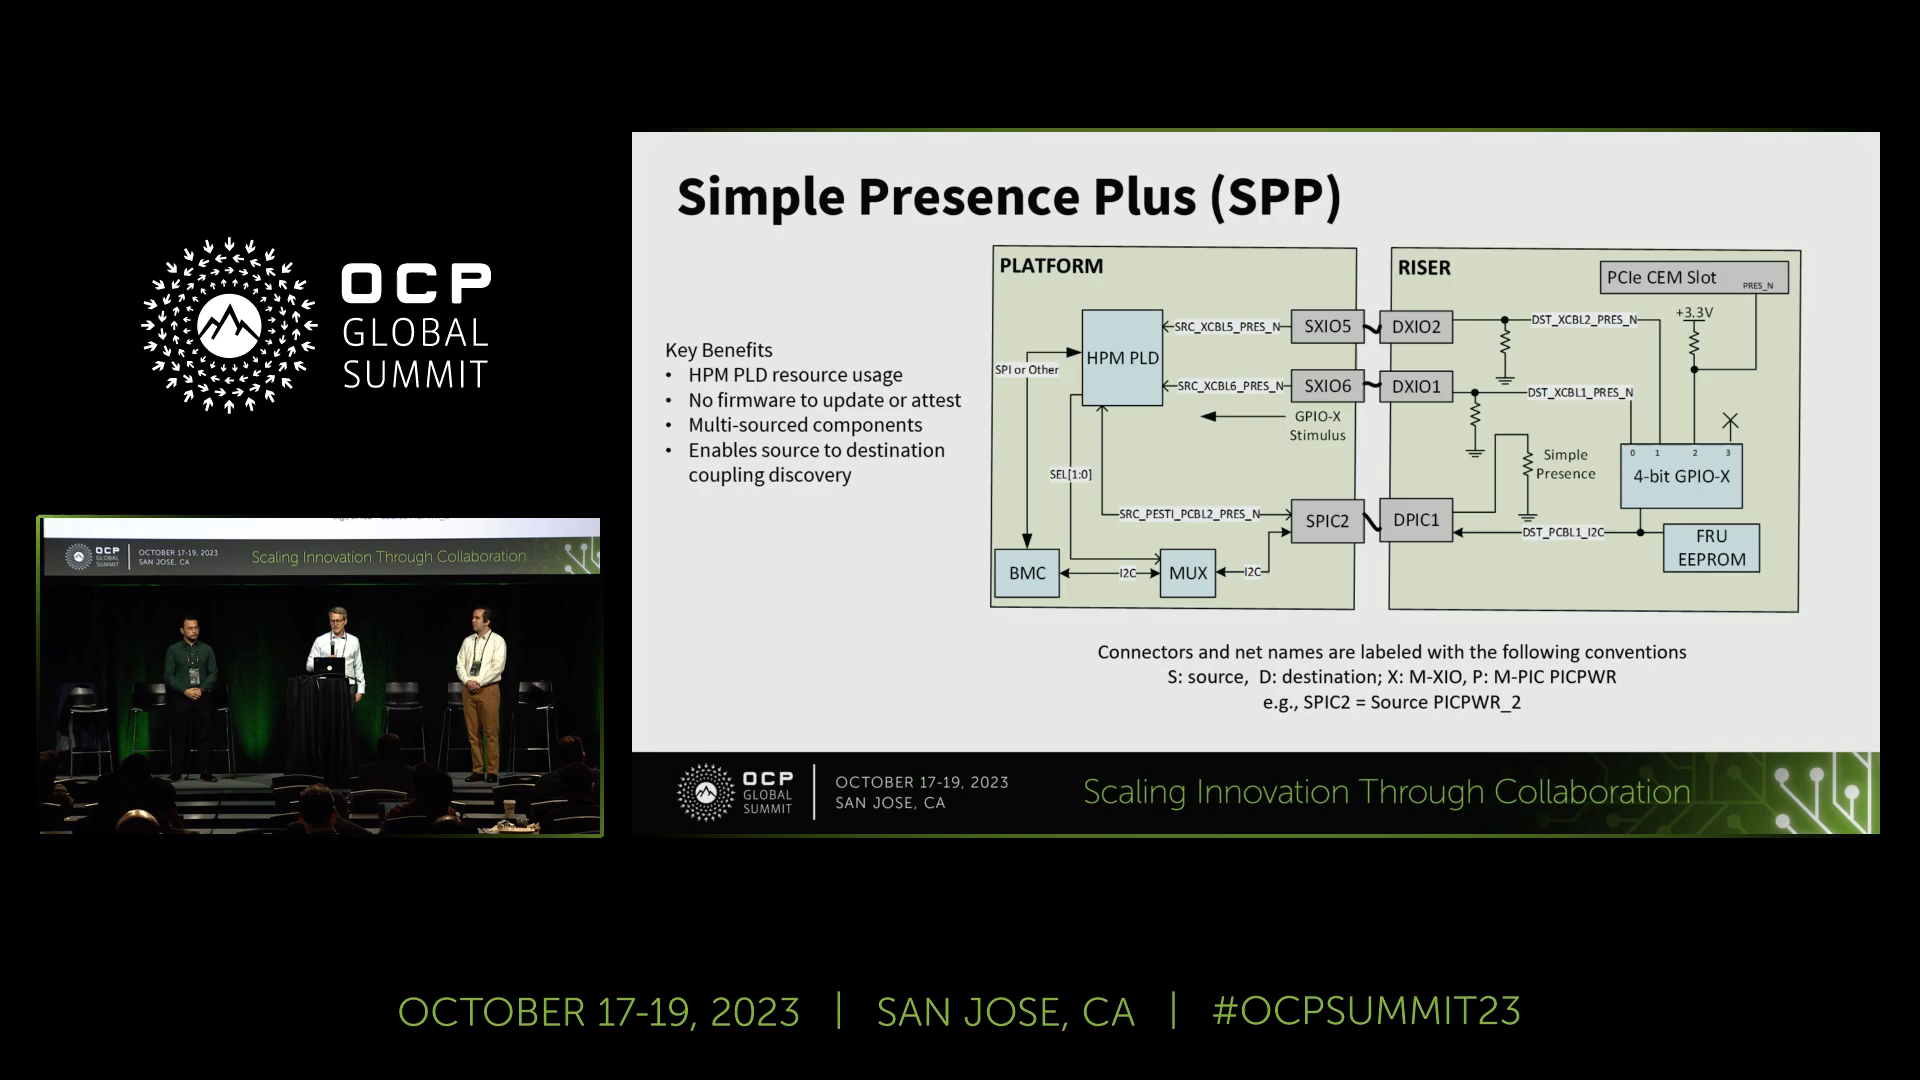 OCP
GLOBAL
SUMMIT
Simple Presence Plus (SPP)
Key Benefits
• HPM PLD resource usage
• No firmware to update or attest
• Multi-sourced components
• Enables source to destination
coupling discovery
PLATFORM
HPM PLD
SPI or Other
SRC_XCBL5_PRES_N
SXIO5
SRC_XCBL6_PRES_N
SXIO6
GPIO-X
Stimulus
SEL[1:0]
SRC_PESTI_PCBL2_PRES_N
SPIC2
BMC
I2C
MUX
I2C
RISER
PCIe CEM Slot
PRES_N
+3.3V
DXIO2
DST_XCBL2_PRES_N
DXIO1
DST_XCBL1_PRES_N
Simple
Presence
0 1 2 3
4-bit GPIO-X
DPIC1
DST_PCBL1_I2C
FRU
EEPROM
Connectors and net names are labeled with the following conventions
S: source, D: destination; X: M-XIO, P: M-PIC PICPWR
e.g., SPIC2 = Source PICPWR_2
OCP
GLOBAL
SUMMIT
OCTOBER 17-19, 2023
SAN JOSE, CA
Scaling Innovation Through Collaboration
OCP
GLOBAL
SUMMIT
OCTOBER 17-19, 2023
SAN JOSE, CA
Scaling Innovation Through Collaboration
OCTOBER 17-19, 2023 | SAN JOSE, CA | #OCPSUMMIT23